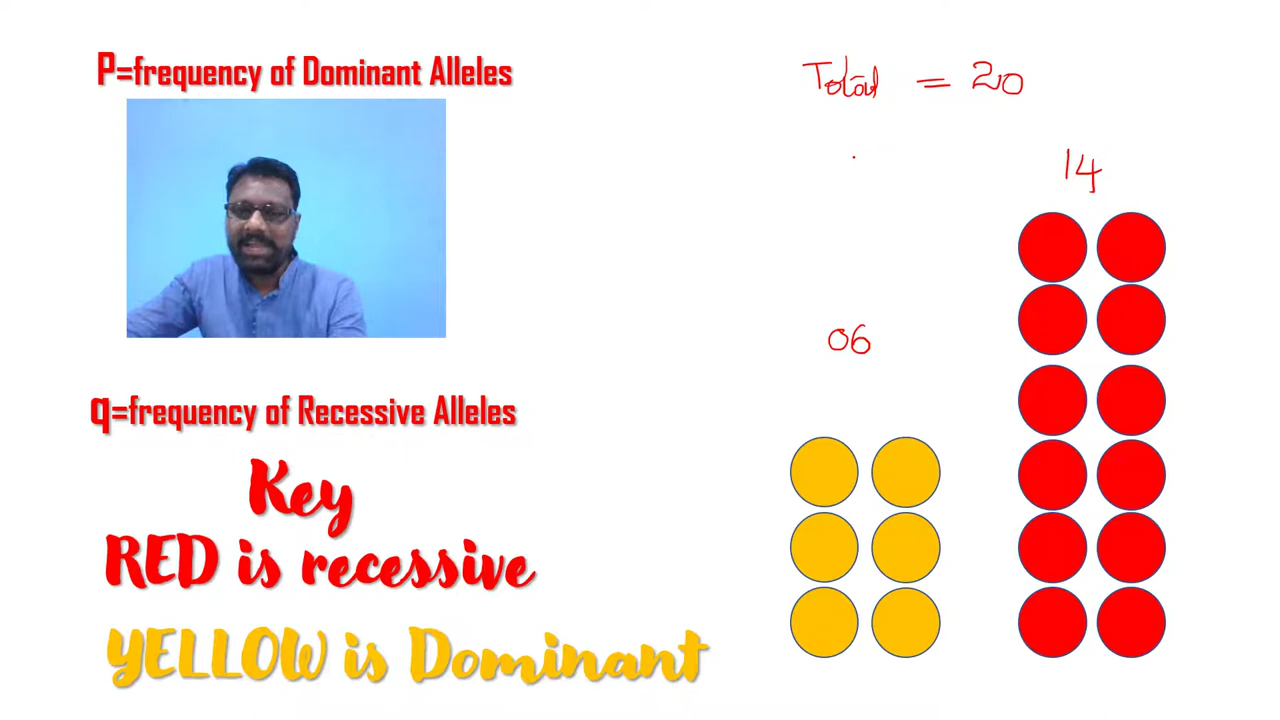 P=frequency of Dominant Alleles
Total = 20
14
06
q=frequency of Recessive Alleles
Key
RED is recessive
YELLOW is Dominant